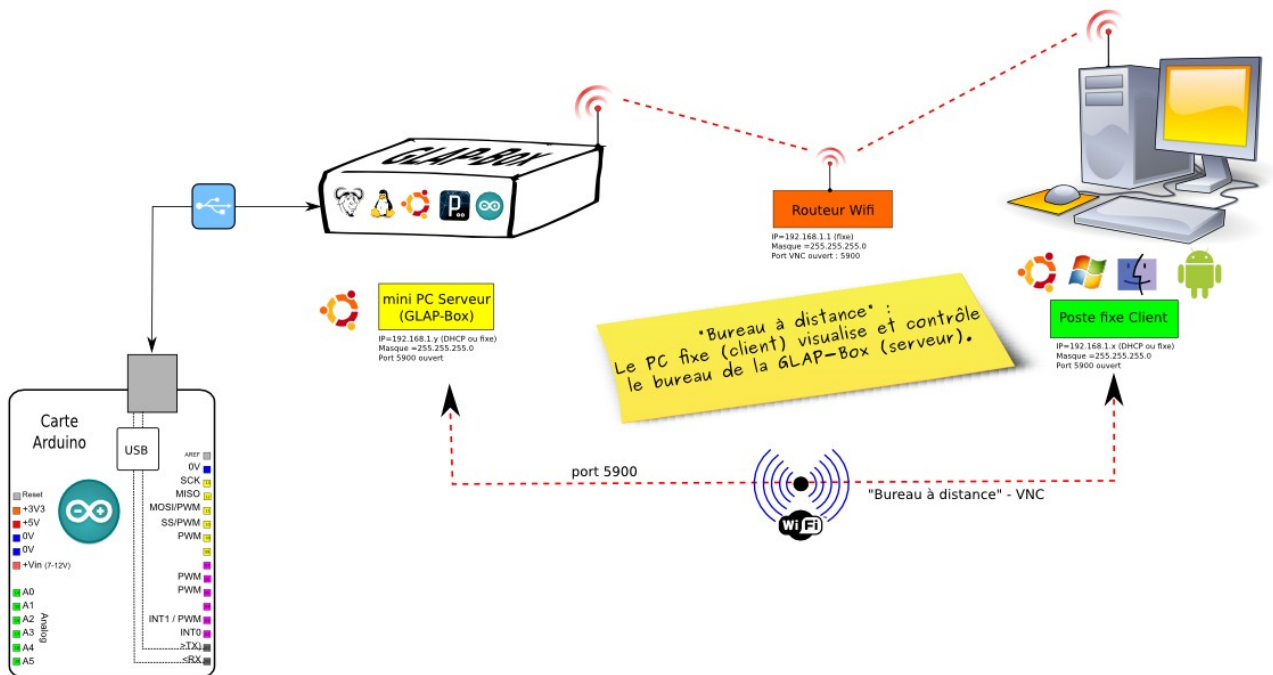 GLAP-Box
Routeur Wifi
IP=192.168.1.1 (fixe)
Masque =255.255.255.0
Port VNC ouvert : 5900
mini PC Serveur
(GLAP-Box)
IP=192.168.1.y (DHCP ou fixe)
Masque =255.255.255.0
Port 5900 ouvert
"Bureau à distance" :
Le PC fixe (client) visualise et contrôle
le bureau de la GLAP-Box (serveur).
Poste fixe Client
IP=192.168.1.x (DHCP ou fixe)
Masque =255.255.255.0
Port 5900 ouvert
port 5900
"Bureau à distance" - VNC
WiFi
Carte
Arduino
USB
Reset
+3V3
+5V
0V
0V
+Vin (7-12V)
A0
A1
A2
A3
A4
A5
Analog
AREF
0V
SCK
MISO
MOSI/PWM
SS/PWM
PWM
PWM
PWM
INT1 / PWM
INT0
>TX)
<RX